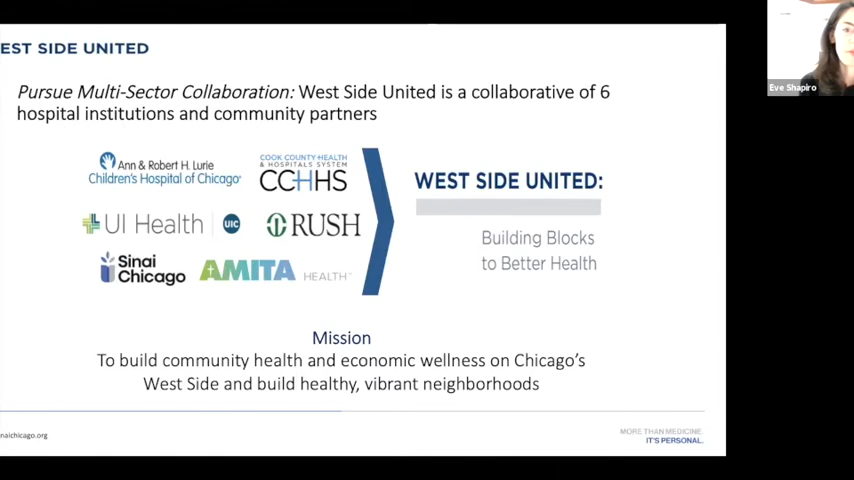 EST SIDE UNITED
Eve Shapiro
Pursue Multi-Sector Collaboration: West Side United is a collaborative of 6
hospital institutions and community partners
Ann & Robert H. Lurie
Children's Hospital of Chicago®
COOK COUNTY HEALTH
& HOSPITALS SYSTEM
CCHHS
UI Health
UIC
RUSH
Sinai
Chicago
AMITA HEALTH™
WEST SIDE UNITED:
Building Blocks
to Better Health
Mission
To build community health and economic wellness on Chicago's
West Side and build healthy, vibrant neighborhoods
naichicago.org
MORE THAN MEDICINE.
IT'S PERSONAL.